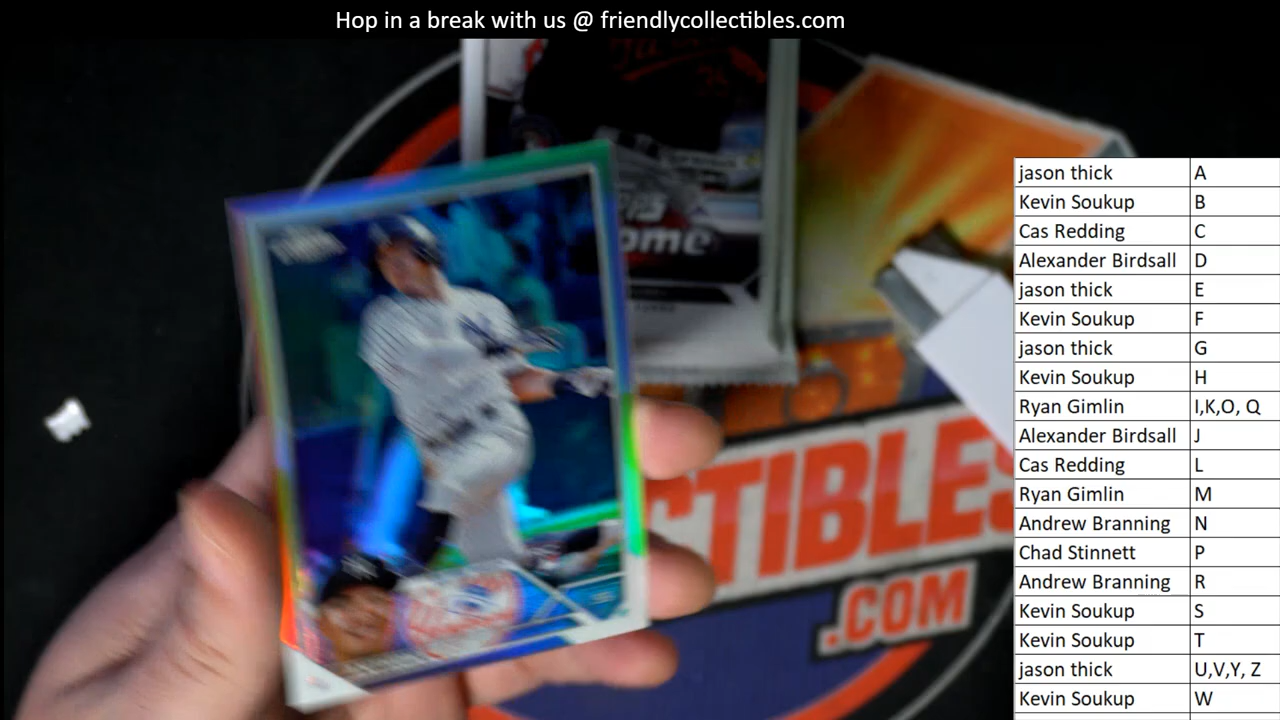 Hop in a break with us @ friendlycollectibles.com
ome
CTIBLES
.COM
jason thick A
Kevin Soukup B
Cas Redding C
Alexander Birdsall D
jason thick E
Kevin Soukup F
jason thick G
Kevin Soukup H
Ryan Gimlin I,K,O, Q
Alexander Birdsall J
Cas Redding L
Ryan Gimlin M
Andrew Branning N
Chad Stinnett P
Andrew Branning R
Kevin Soukup S
Kevin Soukup T
jason thick U,V,Y, Z
Kevin Soukup W